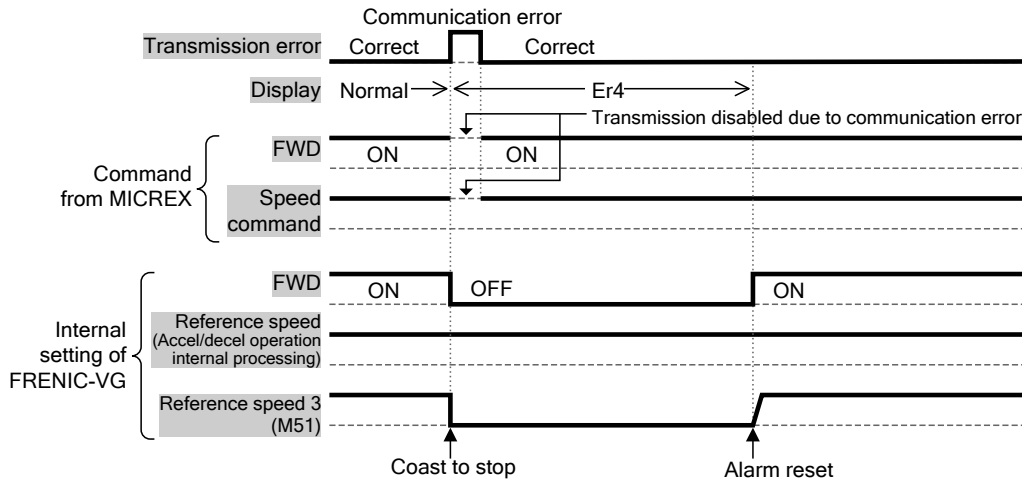 Communication error
Transmission error
Correct
Correct
Display
Normal
Er4
Transmission disabled due to communication error
Command
from MICREX
FWD
ON
ON
Speed
command
Internal
setting of
FRENIC-VG
FWD
ON
OFF
ON
Reference speed
(Accel/decel operation
internal processing)
Reference speed 3
(M51)
Coast to stop
Alarm reset